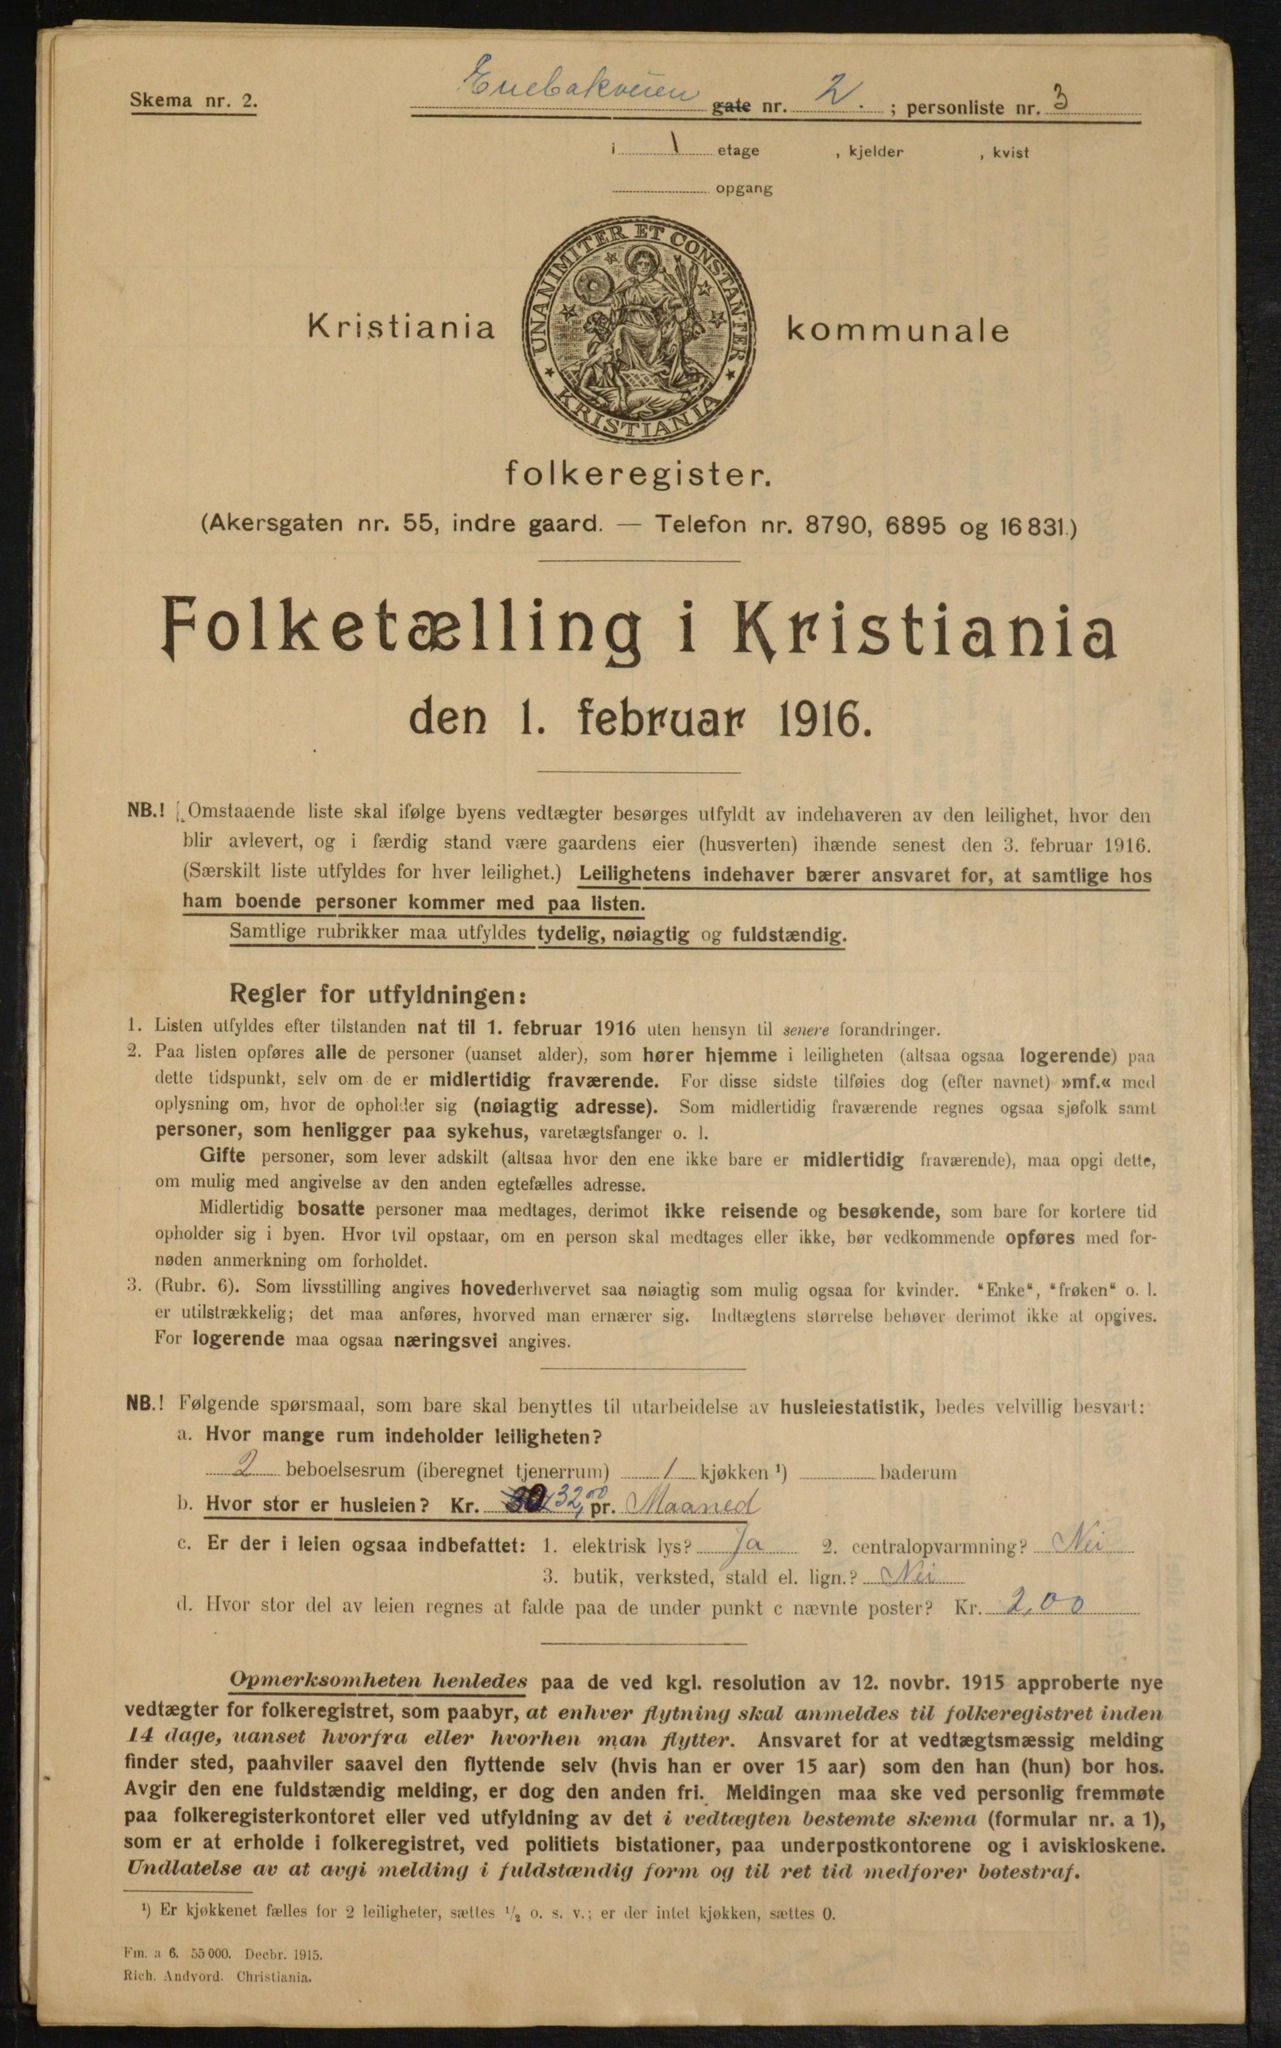 Skema nr. 2.
Enebakveien gate nr. 2. ; personliste nr. 3
i 1 etage , kjelder , kvist
opgang
UNANIMITER ET CONSTANTER
KRISTIANIA
Kristiania kommunale
folkeregister.
(Akersgaten nr. 55, indre gaard. — Telefon nr. 8790, 6895 og 16831.)
Folketælling i Kristiania
den 1. februar 1916.
NB.! Omstaaende liste skal ifølge byens vedtægter besørges utfyldt av indehaveren av den leilighet, hvor den
blir avlevert, og i færdig stand være gaardens eier (husverten) ihænde senest den 3. februar 1916.
(Særskilt liste utfyldes for hver leilighet.) Leilighetens indehaver bærer ansvaret for, at samtlige hos
ham boende personer kommer med paa listen.
Samtlige rubrikker maa utfyldes tydelig, nøiagtig og fuldstændig.
Regler for utfyldningen:
1. Listen utfyldes efter tilstanden nat til 1. februar 1916 uten hensyn til senere forandringer.
2. Paa listen opføres alle de personer (uanset alder), som hører hjemme i leiligheten (altsaa ogsaa logerende) paa
dette tidspunkt, selv om de er midlertidig fraværende. For disse sidste tilføies dog (efter navnet) »mf.« med
oplysning om, hvor de opholder sig (nøiagtig adresse). Som midlertidig fraværende regnes ogsaa sjøfolk samt
personer, som henligger paa sykehus, varetægtsfanger o. l.
Gifte personer, som lever adskilt (altsaa hvor den ene ikke bare er midlertidig fraværende), maa opgi dette,
om mulig med angivelse av den anden egtefælles adresse.
Midlertidig bosatte personer maa medtages, derimot ikke reisende og besøkende, som bare for kortere tid
opholder sig i byen. Hvor tvil opstaar, om en person skal medtages eller ikke, bør vedkommende opføres med for-
nøden anmerkning om forholdet.
3. (Rubr. 6). Som livsstilling angives hovederhvervet saa nøiagtig som mulig ogsaa for kvinder. "Enke", "frøken" o. l.
er utilstrækkelig; det maa anføres, hvorved man ernærer sig. Indtægtens størrelse behøver derimot ikke at opgives.
For logerende maa ogsaa næringsvei angives.
NB.! Følgende spørsmaal, som bare skal benyttes til utarbeidelse av husleiestatistik, bedes velvillig besvart:
a. Hvor mange rum indeholder leiligheten?
2 beboelsesrum (iberegnet tjenerrum) 1 kjøkken ¹) baderum
b. Hvor stor er husleien? Kr. 32,00 pr. Maaned
c. Er der i leien ogsaa indbefattet: 1. elektrisk lys? Ja 2. centralopvarmning? Nei
3. butik, verksted, stald el. lign.? Nei
d. Hvor stor del av leien regnes at falde paa de under punkt c nævnte poster? Kr. 2,00
Opmerksomheten henledes paa de ved kgl. resolution av 12. novbr. 1915 approberte nye
vedtægter for folkeregistret, som paabyr, at enhver flytning skal anmeldes til folkeregistret inden
14 dage, uanset hvorfra eller hvorhen man flytter. Ansvaret for at vedtægtsmæssig melding
finder sted, paahviler saavel den flyttende selv (hvis han er over 15 aar) som den han (hun) bor hos.
Avgir den ene fuldstændig melding, er dog den anden fri. Meldingen maa ske ved personlig fremmøte
paa folkeregisterkontoret eller ved utfyldning av det i vedtægten bestemte skema (formular nr. a 1),
som er at erholde i folkeregistret, ved politiets bistationer, paa underpostkontorene og i aviskioskene.
Undlatelse av at avgi melding i fuldstændig form og til ret tid medfører bøtestraf.
¹) Er kjøkkenet fælles for 2 leiligheter, sættes ½ o. s. v.; er der intet kjøkken, sættes 0.
Fm. a 6. 55000. Decbr. 1915.
Rich. Andvord. Christiania.